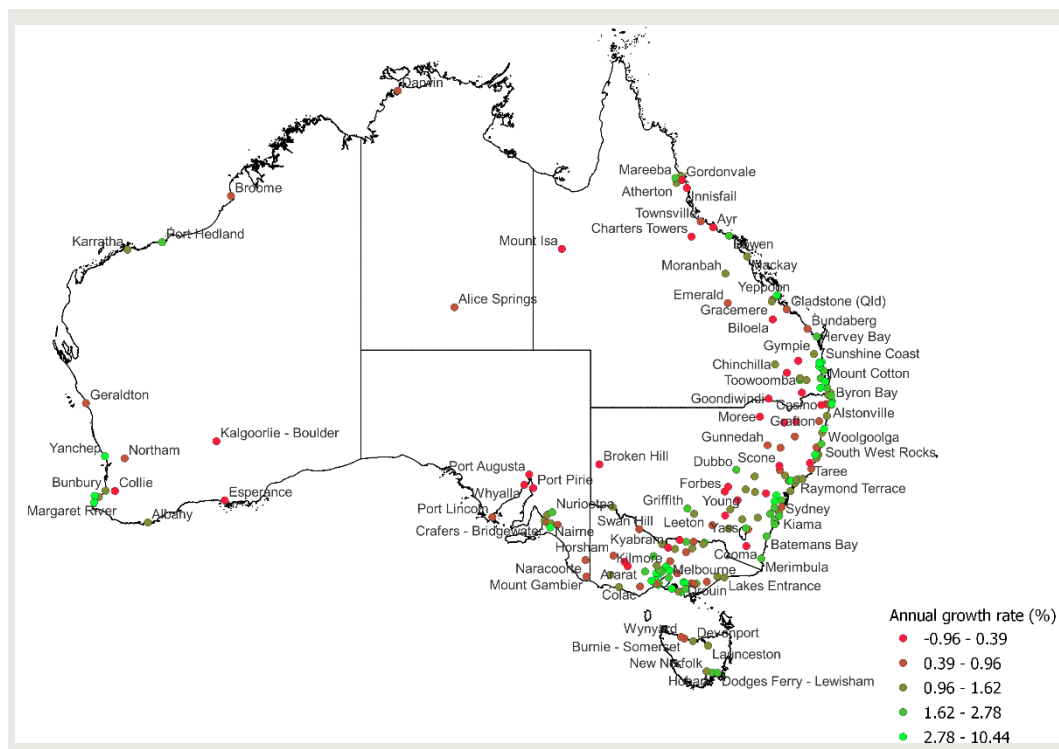 Darwin
Mareeba
Gordonvale
Atherton
Innisfail
Broome
Townsville
Ayr
Charters Towers
Karratha
Port Hedland
Mount Isa
Bowen
Moranbah
Mackay
Yeppoon
Alice Springs
Emerald
Gladstone (Qld)
Gracemere
Biloela
Bundaberg
Hervey Bay
Gympie
Sunshine Coast
Chinchilla
Mount Cotton
Toowoomba
Geraldton
Goondiwindi
Byron Bay
Casino
Moree
Alstonville
Grafton
Kalgoorlie - Boulder
Gunnedah
Woolgoolga
Yanchep
Northam
Broken Hill
Dubbo
Scone
South West Rocks
Port Augusta
Taree
Bunbury
Collie
Port Pirie
Forbes
Raymond Terrace
Esperance
Whyalla
Nuriootpa
Griffith
Young
Margaret River
Port Lincoln
Sydney
Albany
Swan Hill
Leeton
Yass
Kiama
Crafers - Bridgewater
Nairne
Kyabram
Batemans Bay
Horsham
Kilmore
Cooma
Naracoorte
Ararat
Melbourne
Merimbula
Mount Gambier
Colac
Drouin
Lakes Entrance
Annual growth rate (%)
Wynyard
Devonport
-0.96 - 0.39
Burnie - Somerset
Launceston
0.39 - 0.96
New Norfolk
0.96 - 1.62
Hobart
Dodges Ferry - Lewisham
1.62 - 2.78
2.78 - 10.44